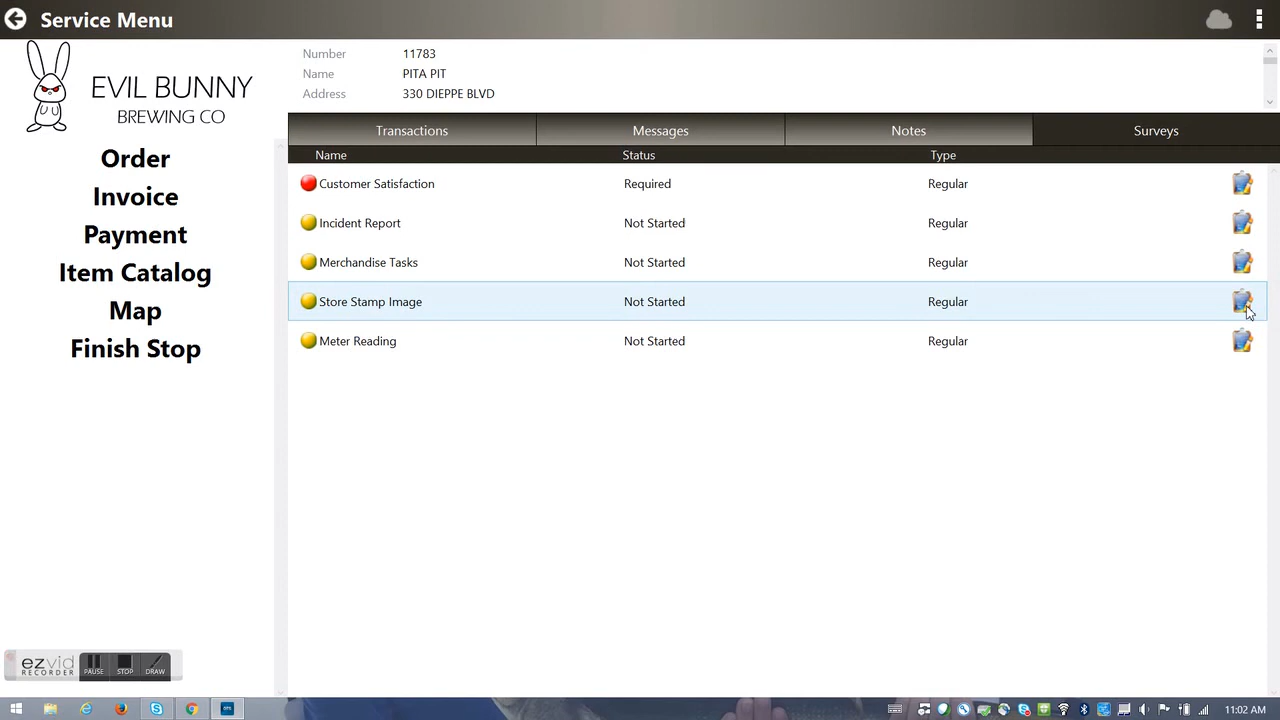 Service Menu
EVIL BUNNY
BREWING CO
Order
Invoice
Payment
Item Catalog
Map
Finish Stop
Number 11783
Name PITA PIT
Address 330 DIEPPE BLVD
Transactions Messages Notes Surveys
Name Status Type
Customer Satisfaction Required Regular
Incident Report Not Started Regular
Merchandise Tasks Not Started Regular
Store Stamp Image Not Started Regular
Meter Reading Not Started Regular
ezvid
RECORDER
PAUSE STOP DRAW
11:02 AM